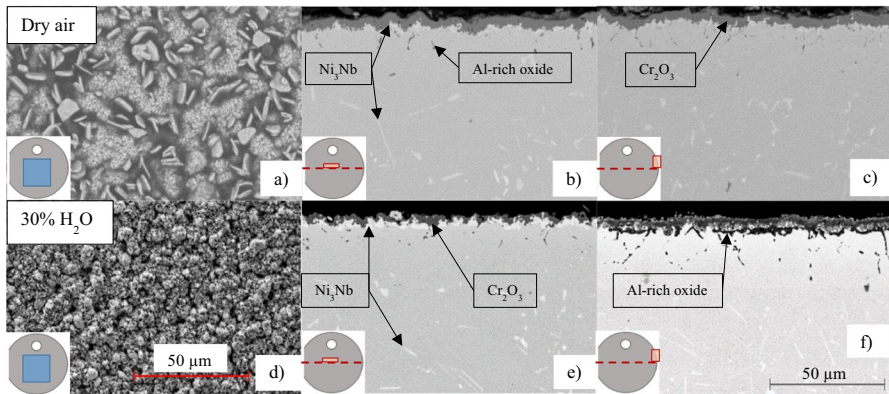 Dry air
a)
Ni₃Nb
Al-rich oxide
b)
Cr₂O₃
c)
30% H₂O
50 μm
d)
Ni₃Nb
Cr₂O₃
e)
Al-rich oxide
f)
50 μm